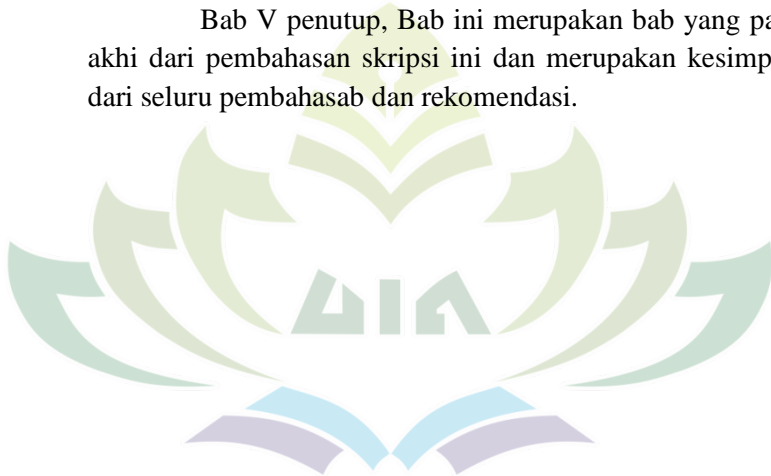 Bab V penutup, Bab ini merupakan bab yang pa
akhi dari pembahasan skripsi ini dan merupakan kesimp
dari seluru pembahasab dan rekomendasi.
UIN